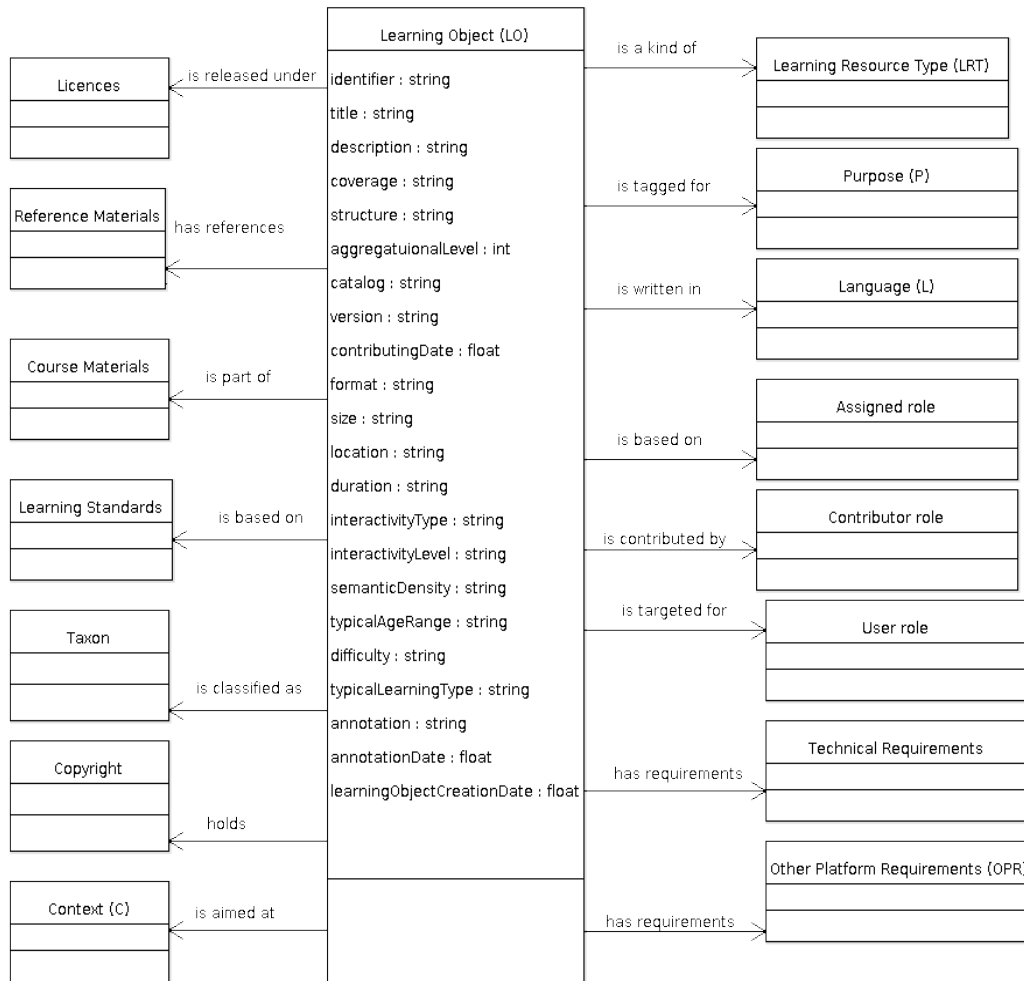 Learning Object (LO)
identifier : string
title : string
description : string
coverage : string
structure : string
aggregatuionalLevel : int
catalog : string
version : string
contributingDate : float
format : string
size : string
location : string
duration : string
interactivityType : string
interactivityLevel : string
semanticDensity : string
typicalAgeRange : string
difficulty : string
typicalLearningType : string
annotation : string
annotationDate : float
learningObjectCreationDate : float
is released under
Licences
has references
Reference Materials
is part of
Course Materials
is based on
Learning Standards
is classified as
Taxon
holds
Copyright
is aimed at
Context (C)
is a kind of
Learning Resource Type (LRT)
is tagged for
Purpose (P)
is written in
Language (L)
is based on
Assigned role
is contributed by
Contributor role
is targeted for
User role
has requirements
Technical Requirements
has requirements
Other Platform Requirements (OPR)